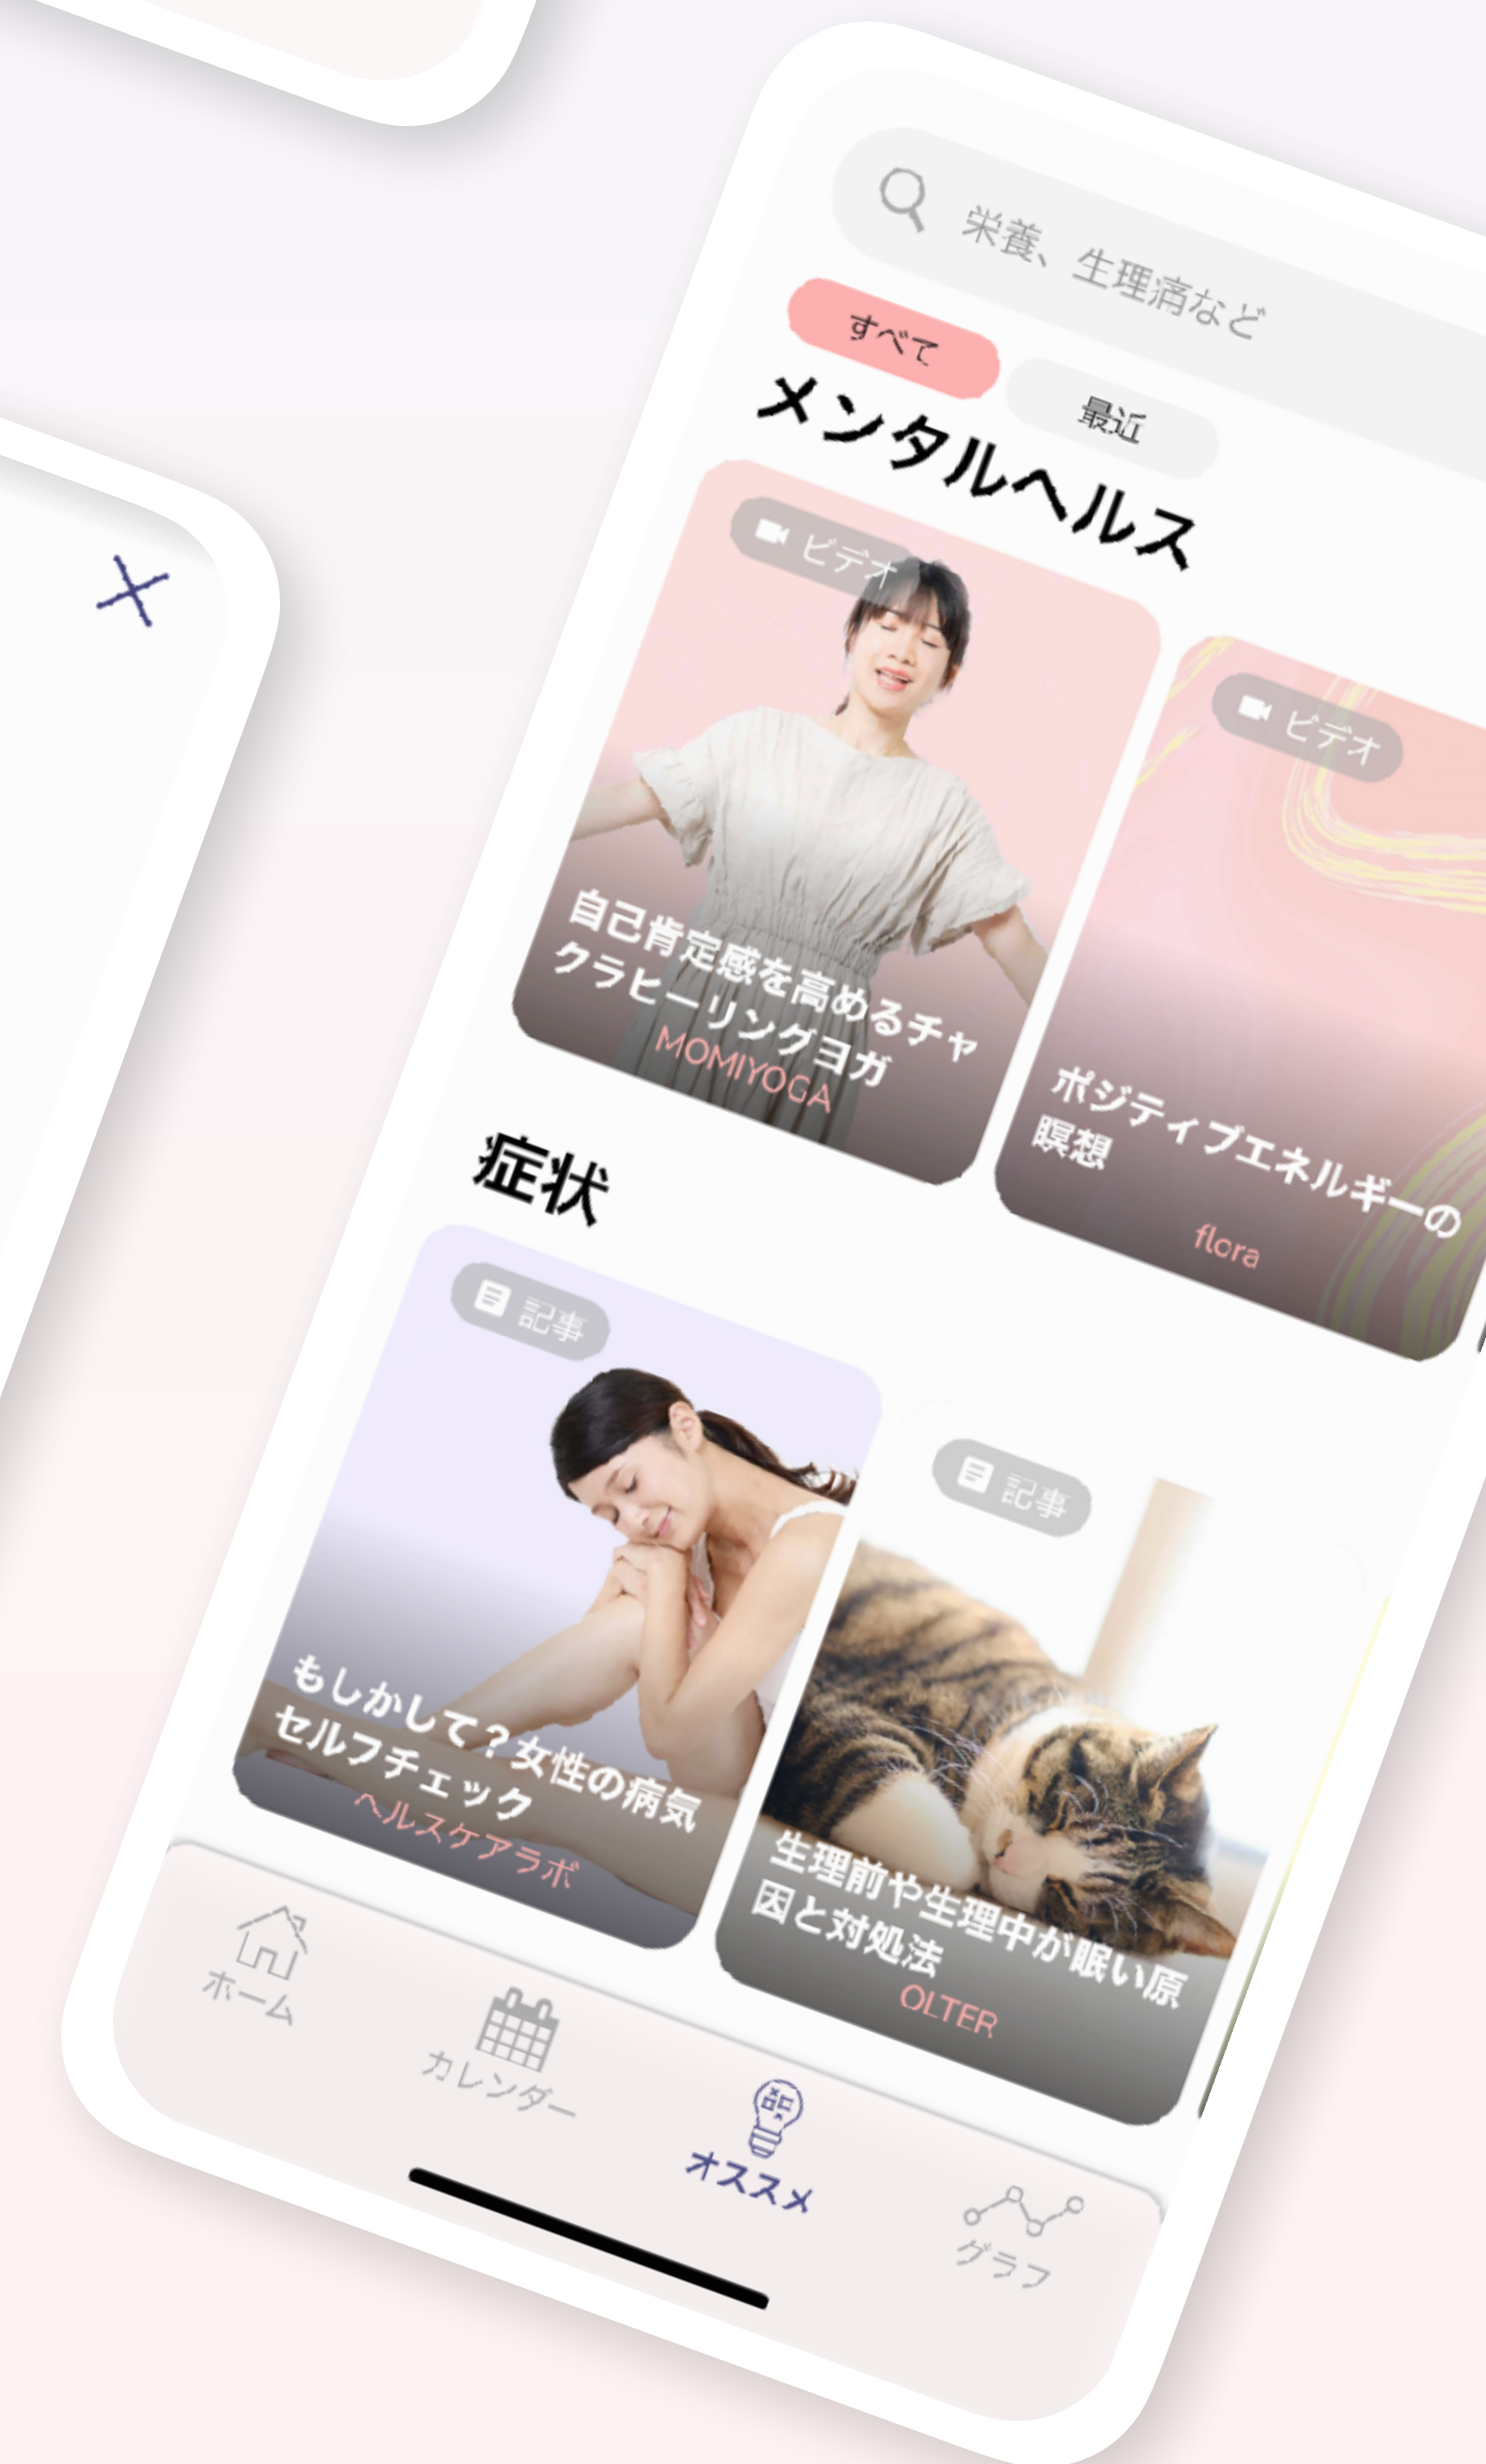 栄養、生理痛など
すべて
最近
メンタルヘルス
ビデオ
自己肯定感を高めるチャ
クラヒーリングヨガ
MOMIYOGA
ビデオ
ポジティブエネルギーの
瞑想
flora
症状
記事
もしかして？女性の病気
セルフチェック
ヘルスケアラボ
記事
生理前や生理中が眠い原
因と対処法
OLTER
ホーム
カレンダー
オススメ
グラフ